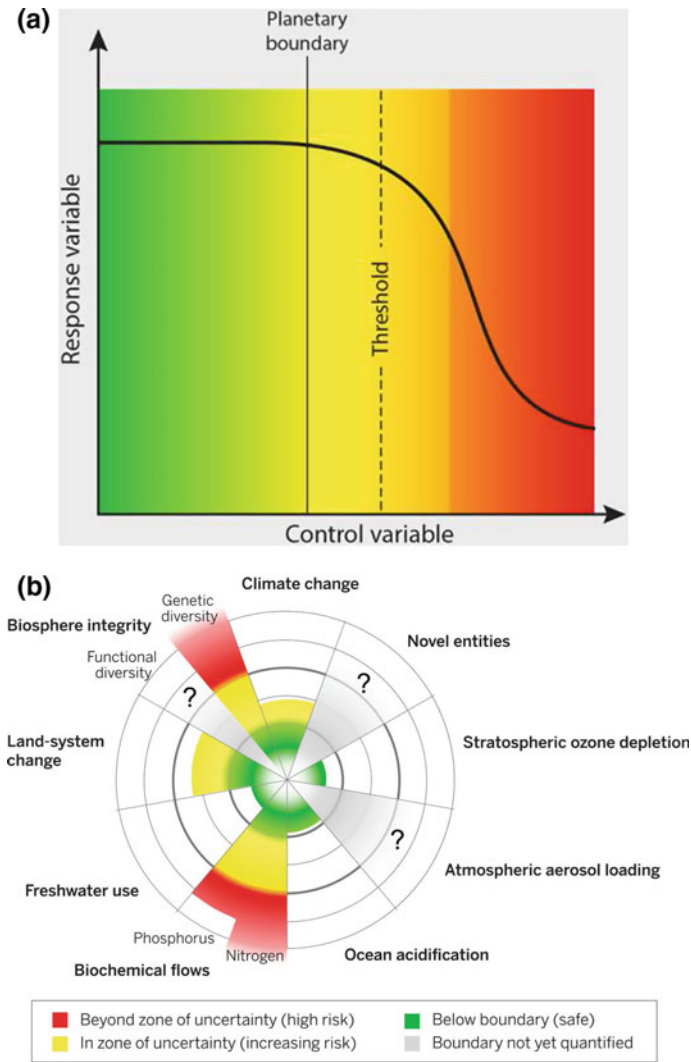 (a)
Planetary
boundary
Response variable
Threshold
Control variable
(b)
Climate change
Genetic
diversity
Biosphere integrity
Novel entities
Functional
diversity
?
?
Land-system
change
Stratospheric ozone depletion
?
Atmospheric aerosol loading
Freshwater use
Phosphorus
Nitrogen
Ocean acidification
Biochemical flows
Beyond zone of uncertainty (high risk)
Below boundary (safe)
In zone of uncertainty (increasing risk)
Boundary not yet quantified